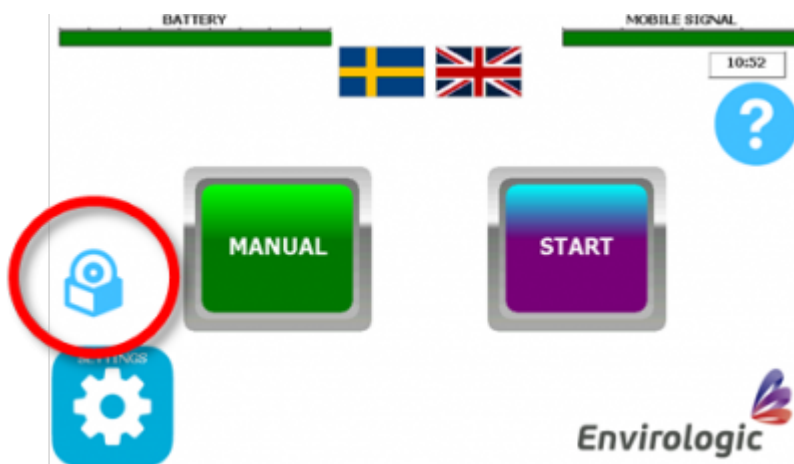 BATTERY
MOBILE SIGNAL
10:52
?
MANUAL
START
SETTINGS
Envirologic